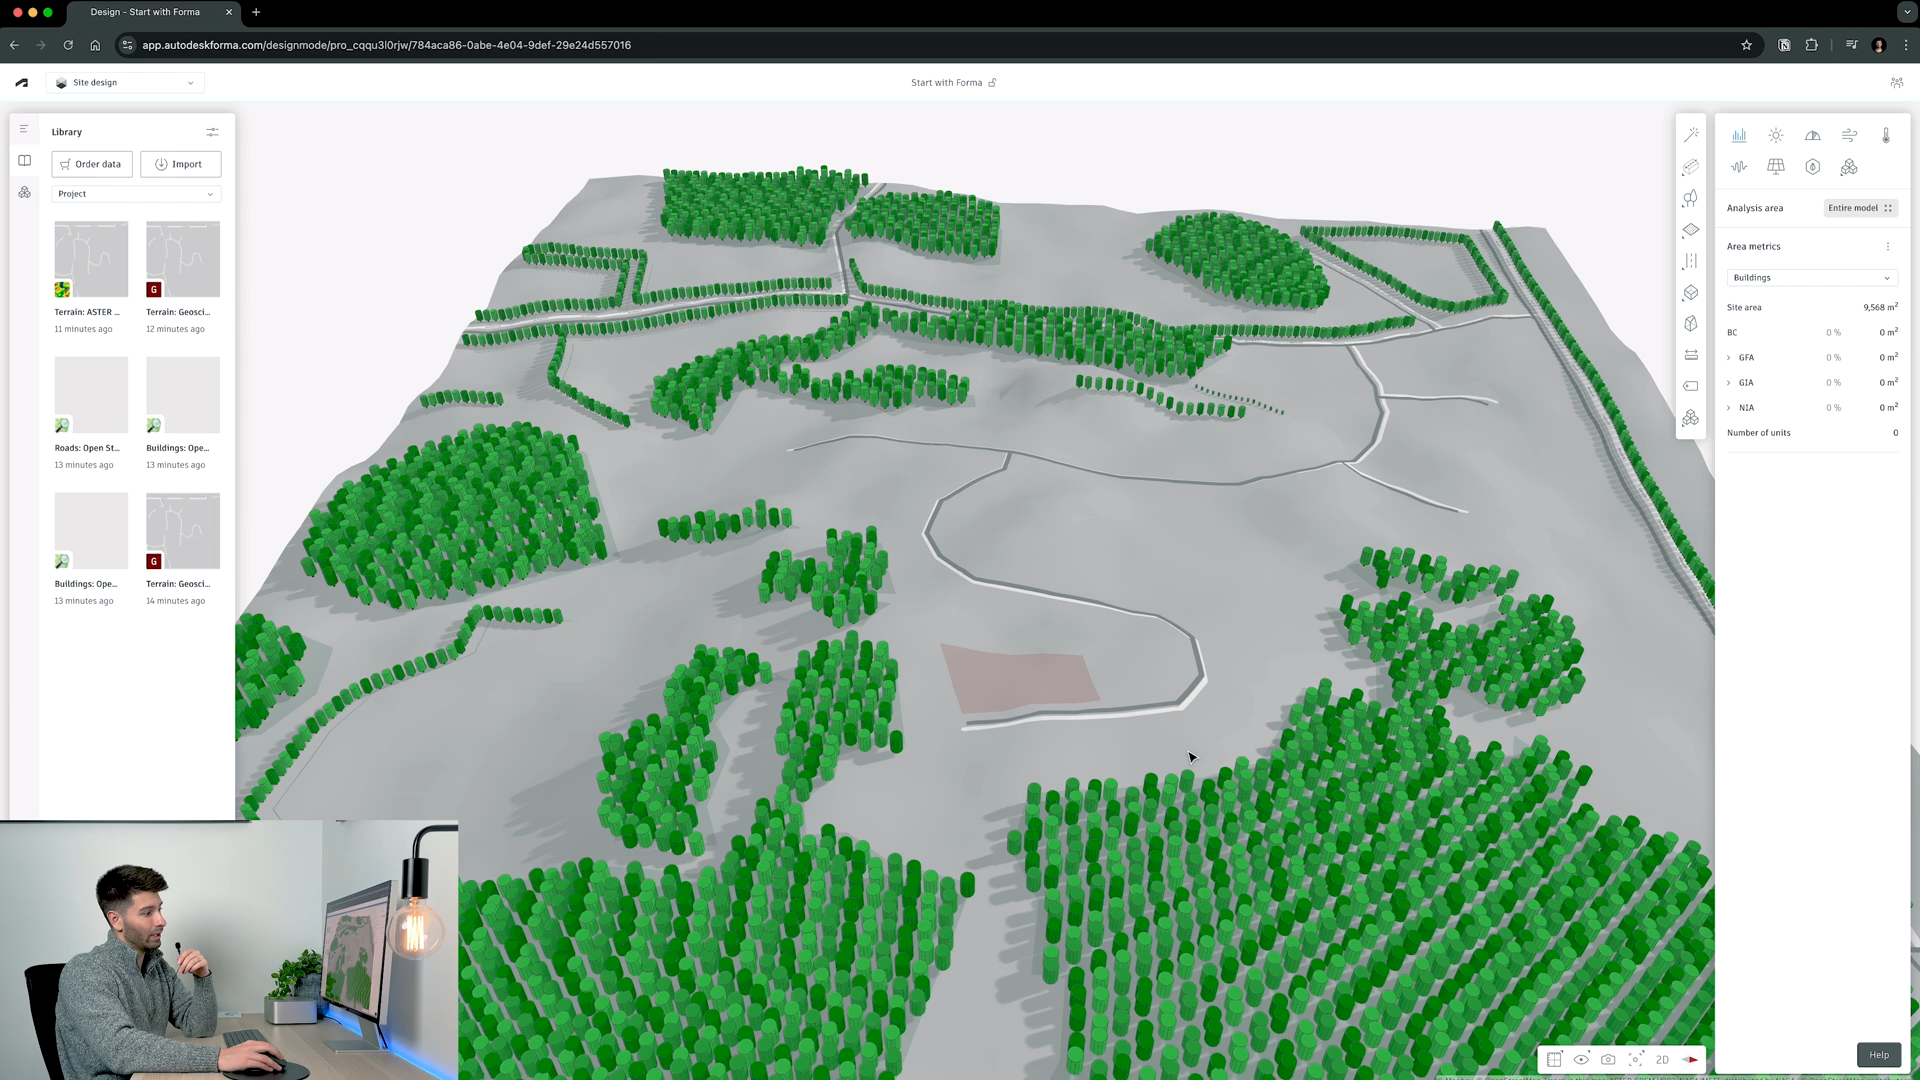 Design - Start with Forma
app.autodeskforma.com/designmode/pro_cqqu3l0rjw/784aca86-0abe-4e04-9def-29e24d557016
Site design
Start with Forma
Library
Order data
Import
Project
G
Terrain: ASTER ...
Terrain: Geosci...
11 minutes ago
12 minutes ago
Roads: Open St...
Buildings: Ope...
13 minutes ago
13 minutes ago
G
Buildings: Ope...
Terrain: Geosci...
13 minutes ago
14 minutes ago
Analysis area
Entire model
Area metrics
Buildings
Site area 9,568 m²
BC 0 % 0 m²
GFA 0 % 0 m²
GIA 0 % 0 m²
NIA 0 % 0 m²
Number of units 0
2D
Help